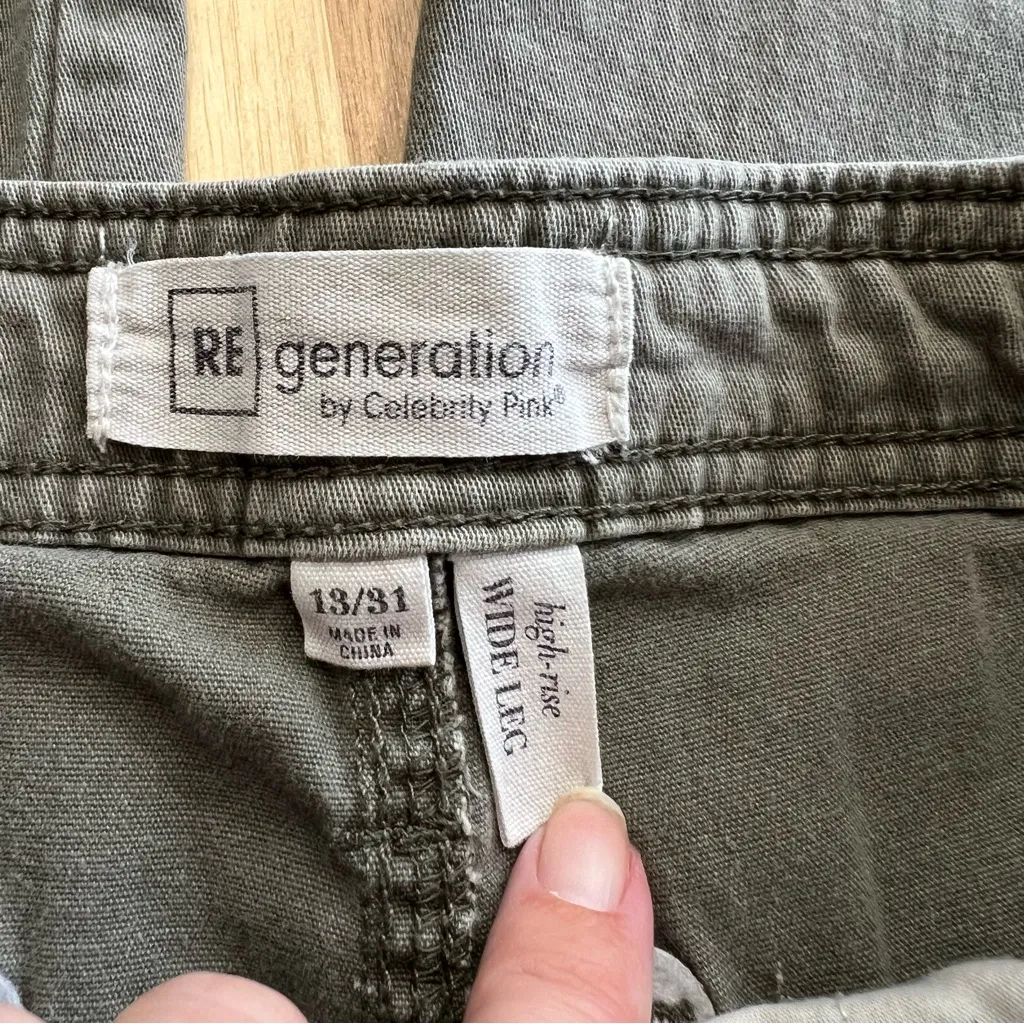 RE generation
by Celebrity Pink®
13/31
MADE IN
CHINA
high-rise
WIDE LEG